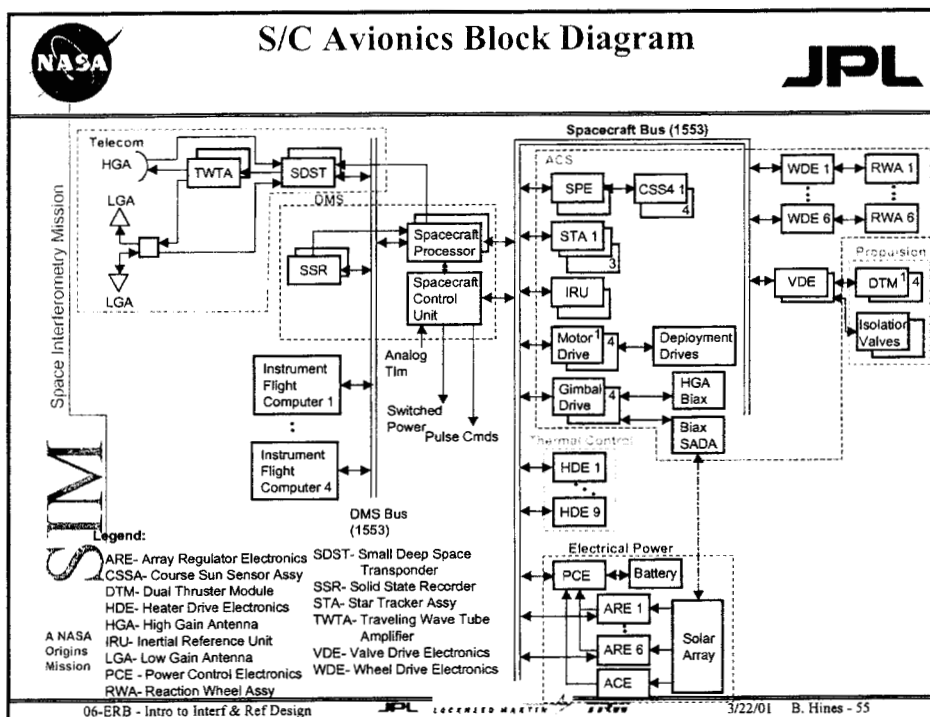 S/C Avionics Block Diagram
NASA
JPL
Space Interferometry Mission
SIM
A NASA
Origins
Mission
Telecom
HGA
TWTA
SDST
LGA
LGA
DMS
SSR
Spacecraft
Processor
Spacecraft
Control
Unit
Analog
Tlm
Switched
Power
Pulse Cmds
Instrument
Flight
Computer 1
Instrument
Flight
Computer 4
DMS Bus
(1553)
Spacecraft Bus (1553)
ACS
SPE
CSS4 1
4
STA 1
3
IRU
Motor 1
Drive
4
Deployment
Drives
Gimbal
Drive
4
HGA
Biax
Biax
SADA
WDE 1
RWA 1
WDE 6
RWA 6
Propulsion
VDE
DTM 1
4
Isolation
Valves
Thermal Control
HDE 1
HDE 9
Electrical Power
PCE
Battery
ARE 1
ARE 6
ACE
Solar
Array
Legend:
ARE- Array Regulator Electronics
CSSA- Course Sun Sensor Assy
DTM- Dual Thruster Module
HDE- Heater Drive Electronics
HGA- High Gain Antenna
IRU- Inertial Reference Unit
LGA- Low Gain Antenna
PCE - Power Control Electronics
RWA- Reaction Wheel Assy
SDST- Small Deep Space
Transponder
SSR- Solid State Recorder
STA- Star Tracker Assy
TWTA- Traveling Wave Tube
Amplifier
VDE- Valve Drive Electronics
WDE- Wheel Drive Electronics
06-ERB - Intro to Interf & Ref Design
JPL
LOCKHEED MARTIN
3/22/01 B. Hines - 55